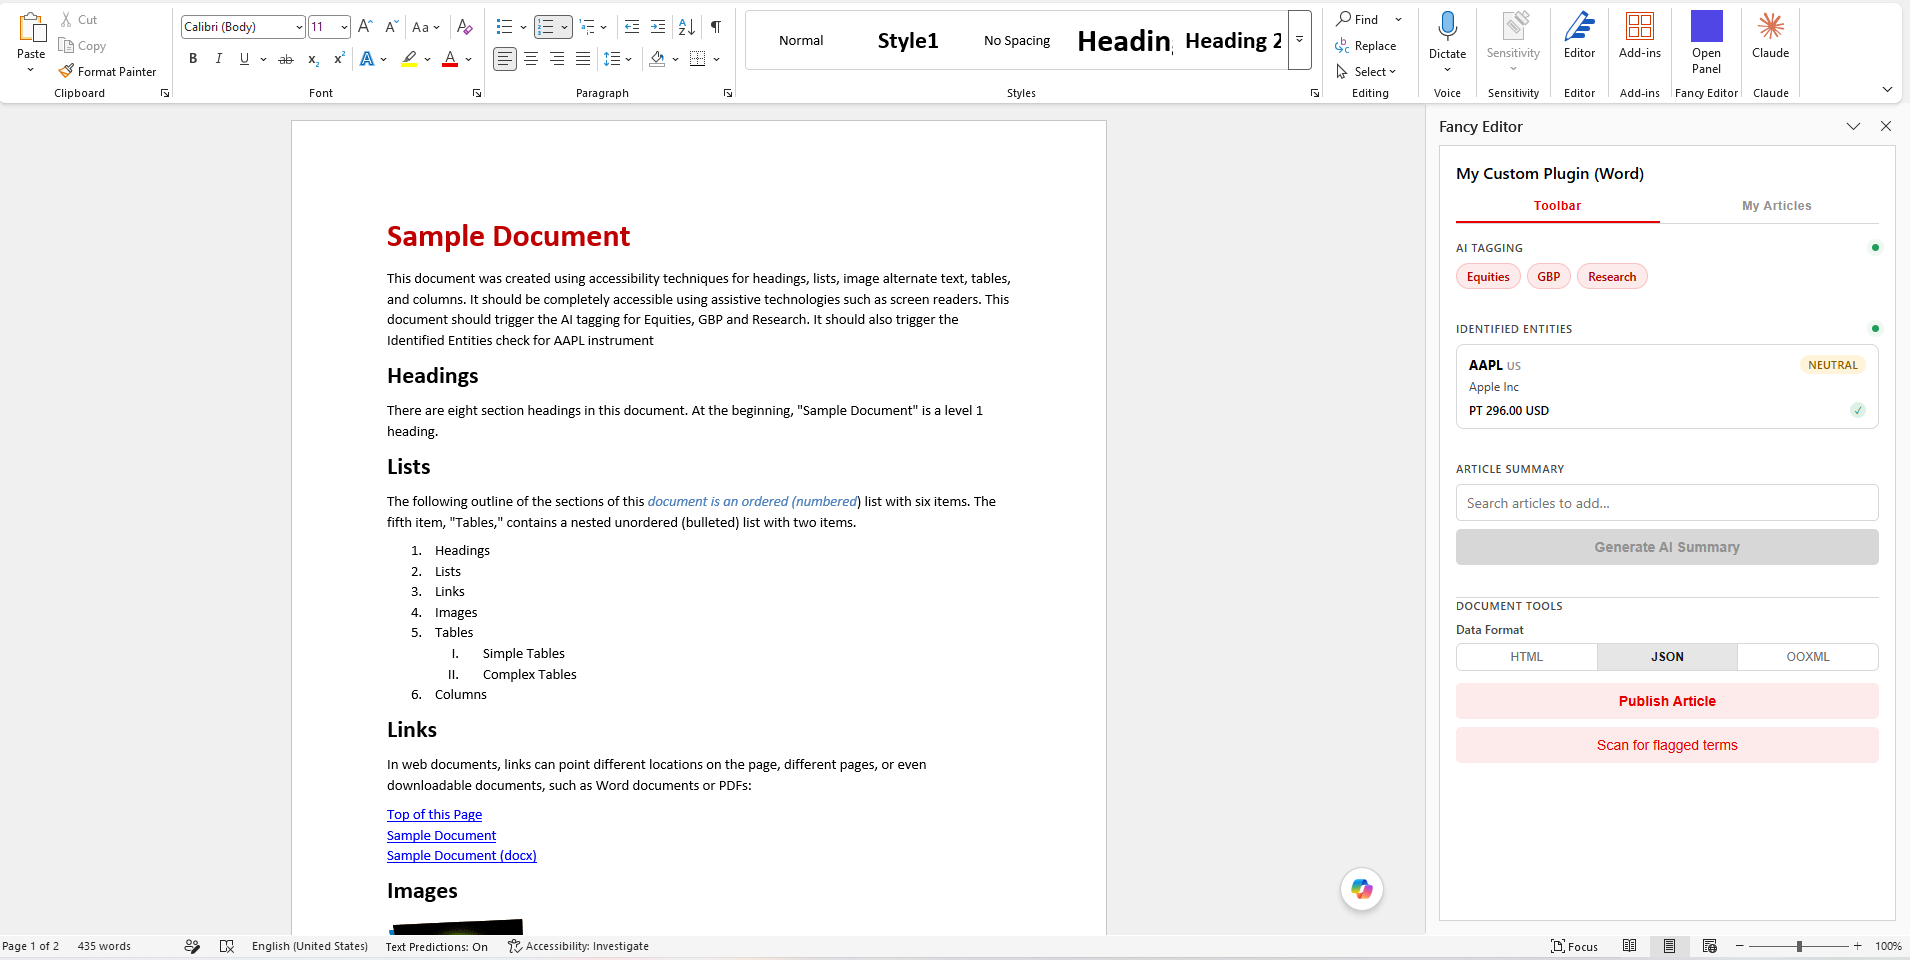 Paste
Cut
Copy
Format Painter
Clipboard
Calibri (Body)
11
Aa
Font
Paragraph
Normal
Style1
No Spacing
Headin
Heading 2
Styles
Find
Replace
Select
Editing
Dictate
Voice
Sensitivity
Sensitivity
Editor
Editor
Add-ins
Add-ins
Open
Panel
Fancy Editor
Claude
Claude
Sample Document
This document was created using accessibility techniques for headings, lists, image alternate text, tables,
and columns. It should be completely accessible using assistive technologies such as screen readers. This
document should trigger the AI tagging for Equities, GBP and Research. It should also trigger the
Identified Entities check for AAPL instrument
Headings
There are eight section headings in this document. At the beginning, "Sample Document" is a level 1
heading.
Lists
The following outline of the sections of this document is an ordered (numbered) list with six items. The
fifth item, "Tables," contains a nested unordered (bulleted) list with two items.
1. Headings
2. Lists
3. Links
4. Images
5. Tables
I. Simple Tables
II. Complex Tables
6. Columns
Links
In web documents, links can point different locations on the page, different pages, or even
downloadable documents, such as Word documents or PDFs:
Top of this Page
Sample Document
Sample Document (docx)
Images
Fancy Editor
My Custom Plugin (Word)
Toolbar
My Articles
AI TAGGING
Equities
GBP
Research
IDENTIFIED ENTITIES
AAPL US
NEUTRAL
Apple Inc
PT 296.00 USD
ARTICLE SUMMARY
Search articles to add...
Generate AI Summary
DOCUMENT TOOLS
Data Format
HTML
JSON
OOXML
Publish Article
Scan for flagged terms
Page 1 of 2
435 words
English (United States)
Text Predictions: On
Accessibility: Investigate
Focus
100%